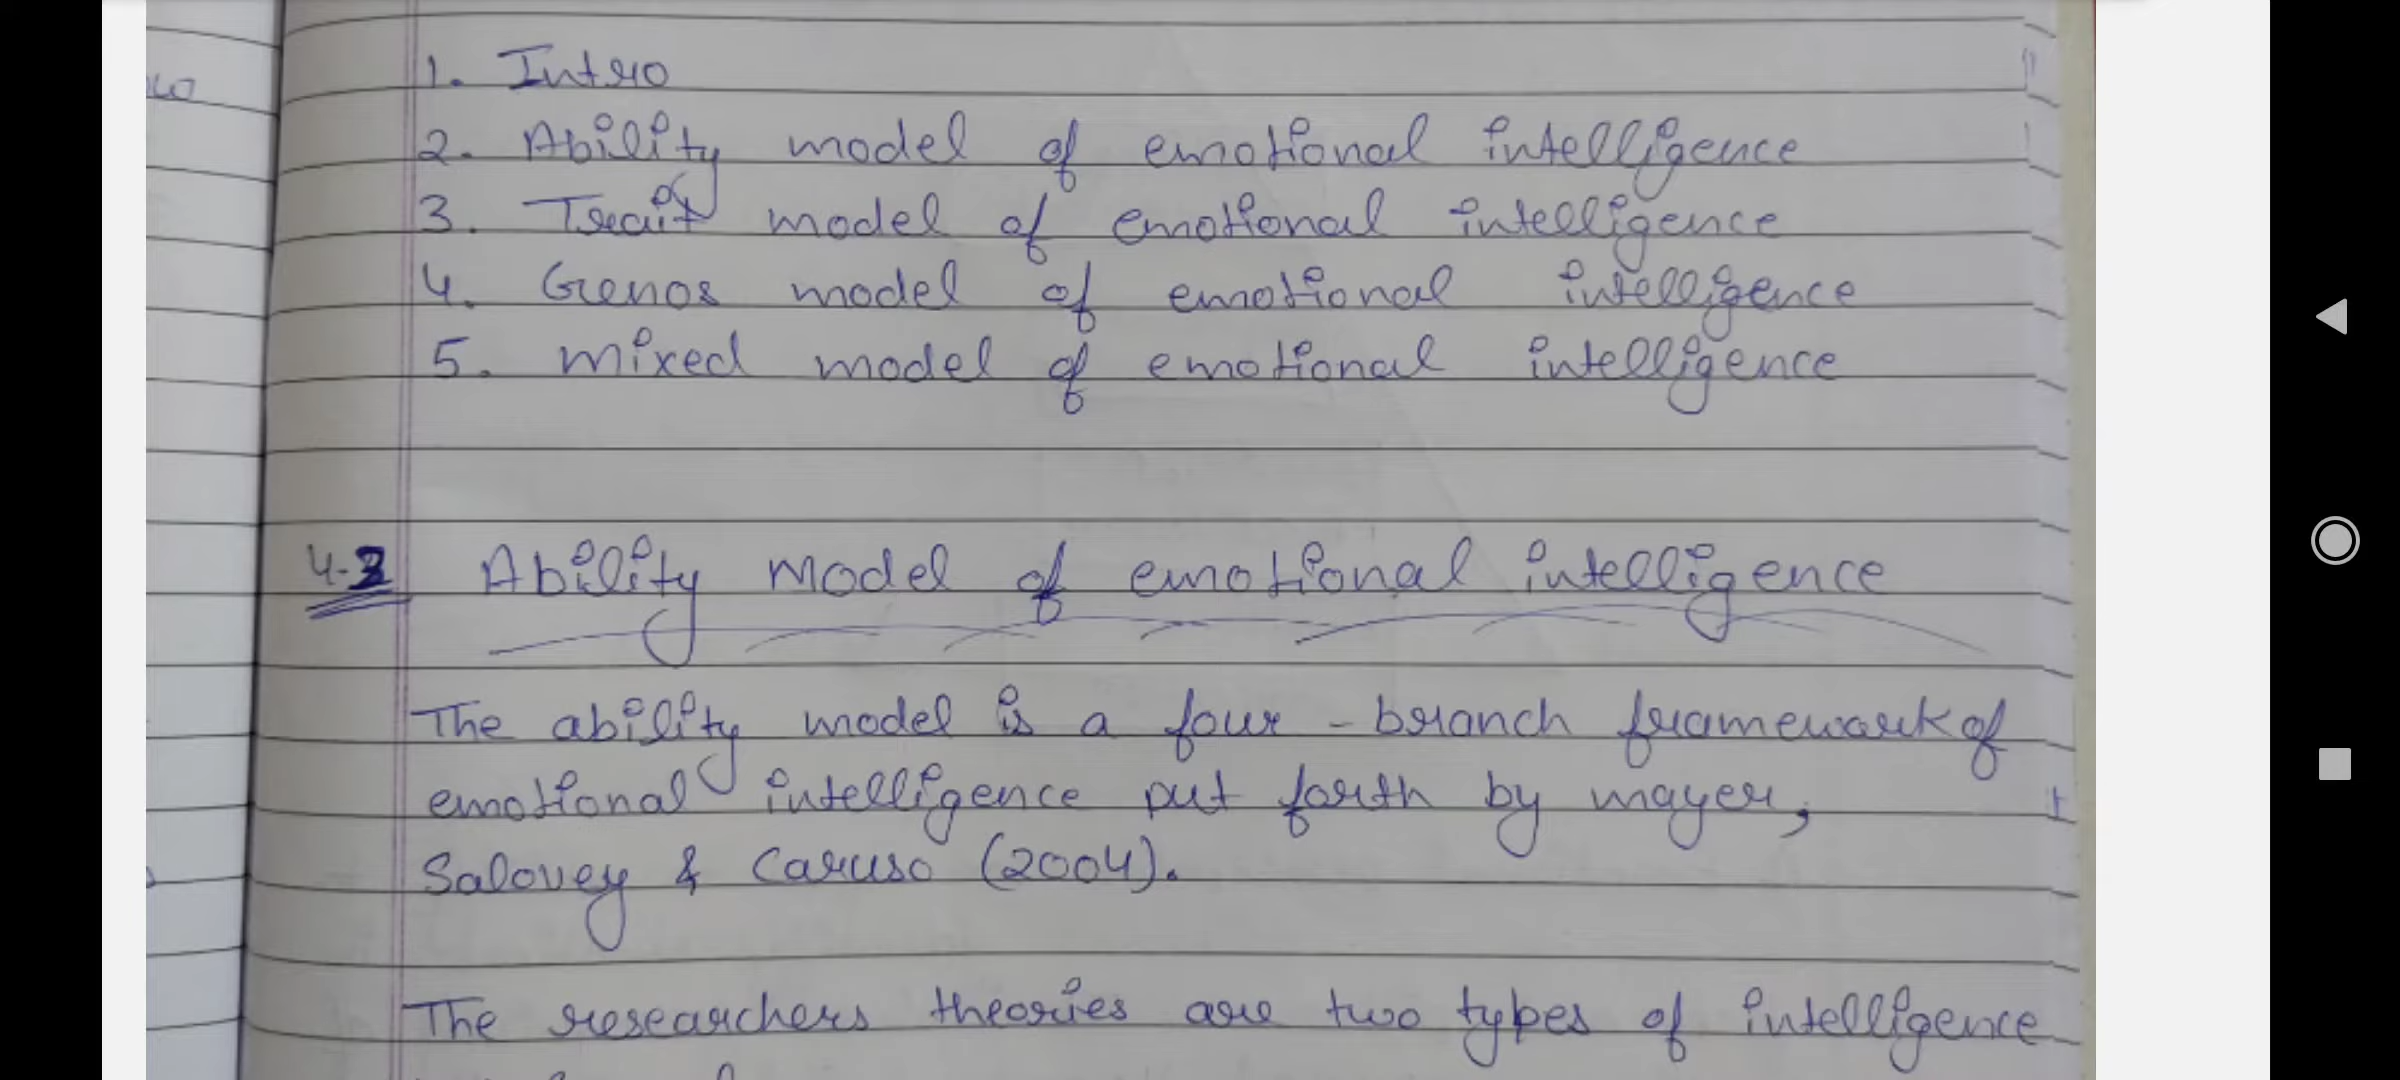 1. Intro
2. Ability model of emotional intelligence
3. Trait model of emotional intelligence
4. Genos model of emotional intelligence
5. mixed model of emotional intelligence
4.2 Ability model of emotional intelligence
The ability model is a four - branch framework of
emotional intelligence put forth by mayer,
Salovey & Caruso (2004).
The researchers theories are two types of intelligence